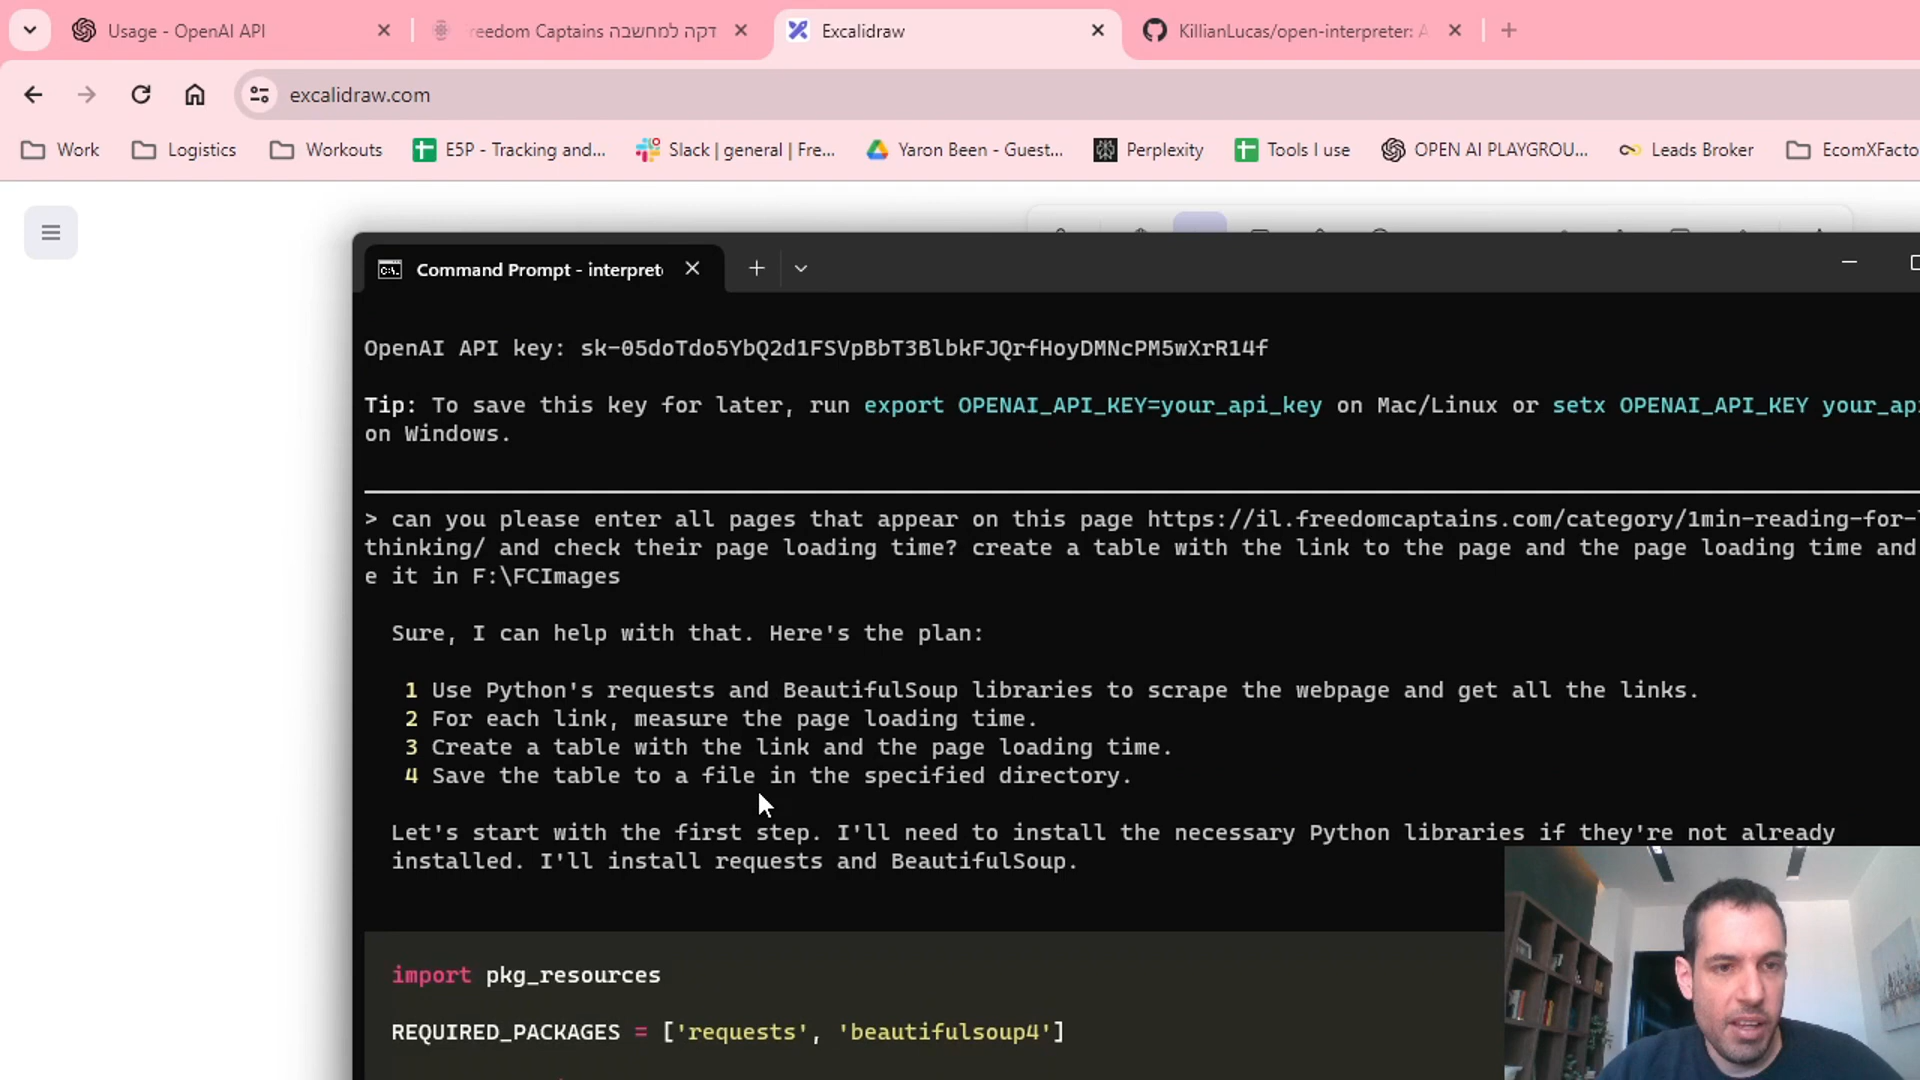 Usage - OpenAI API
reedom Captains דקה למחשבה
Excalidraw
KillianLucas/open-interpreter: A
excalidraw.com
Work
Logistics
Workouts
E5P - Tracking and...
Slack | general | Fre...
Yaron Been - Guest...
Perplexity
Tools I use
OPEN AI PLAYGROU...
Leads Broker
EcomXFacto
Command Prompt - interpret
OpenAI API key: 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
Tip: To save this key for later, run export OPENAI_API_KEY=your_api_key on Mac/Linux or setx OPENAI_API_KEY your_api
on Windows.
> can you please enter all pages that appear on this page https://il.freedomcaptains.com/category/1min-reading-for-
thinking/ and check their page loading time? create a table with the link to the page and the page loading time and
e it in F:\FCImages
Sure, I can help with that. Here's the plan:
1 Use Python's requests and BeautifulSoup libraries to scrape the webpage and get all the links.
2 For each link, measure the page loading time.
3 Create a table with the link and the page loading time.
4 Save the table to a file in the specified directory.
Let's start with the first step. I'll need to install the necessary Python libraries if they're not already
installed. I'll install requests and BeautifulSoup.
import pkg_resources
REQUIRED_PACKAGES = ['requests', 'beautifulsoup4']